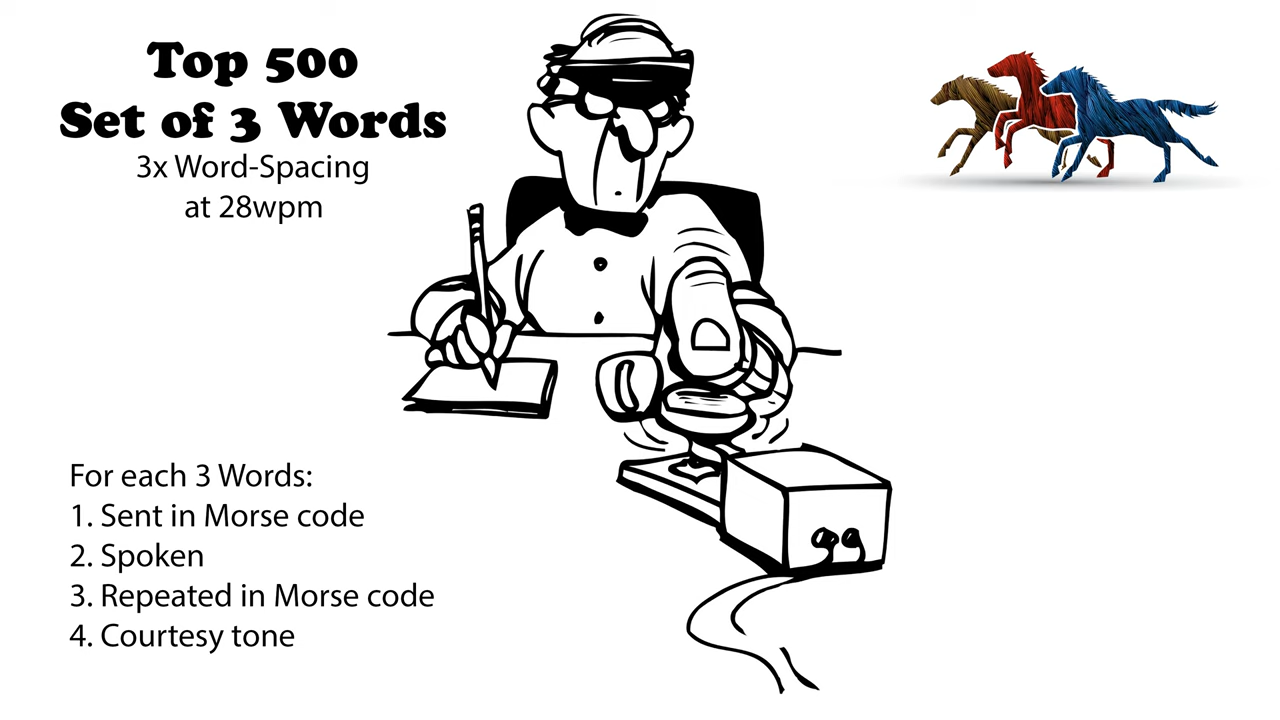 Top 500
Set of 3 Words
3x Word-Spacing
at 28wpm
For each 3 Words:
1. Sent in Morse code
2. Spoken
3. Repeated in Morse code
4. Courtesy tone